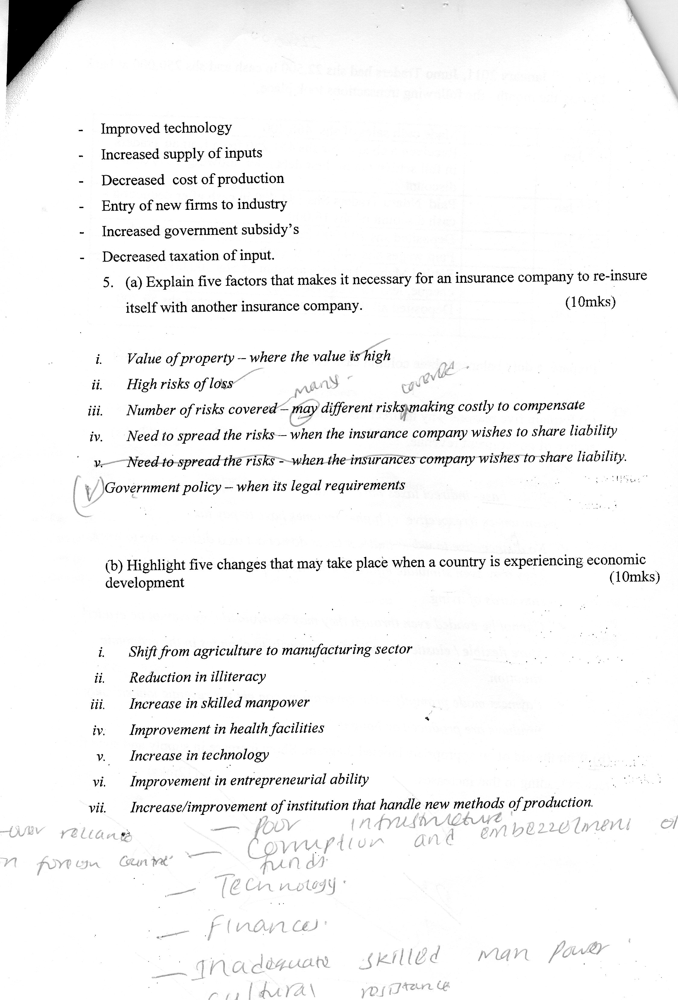 - Improved technology
- Increased supply of inputs
- Decreased cost of production
- Entry of new firms to industry
- Increased government subsidy's
- Decreased taxation of input.
5. (a) Explain five factors that makes it necessary for an insurance company to re-insure
itself with another insurance company. (10mks)
i. Value of property – where the value is high
ii. High risks of loss
many covered.
iii. Number of risks covered – may different risks making costly to compensate
iv. Need to spread the risks – when the insurance company wishes to share liability
v. Need to spread the risks - when the insurances company wishes to share liability.
(V) Government policy – when its legal requirements
(b) Highlight five changes that may take place when a country is experiencing economic
development (10mks)
i. Shift from agriculture to manufacturing sector
ii. Reduction in illiteracy
iii. Increase in skilled manpower
iv. Improvement in health facilities
v. Increase in technology
vi. Improvement in entrepreneurial ability
vii. Increase/improvement of institution that handle new methods of production.
- over reliance
foreign
— Poor infrustructure
— Corruption and embezzolment of
funds.
— Technology.
— Finances.
— Inadequate skilled man power
cultural resistance